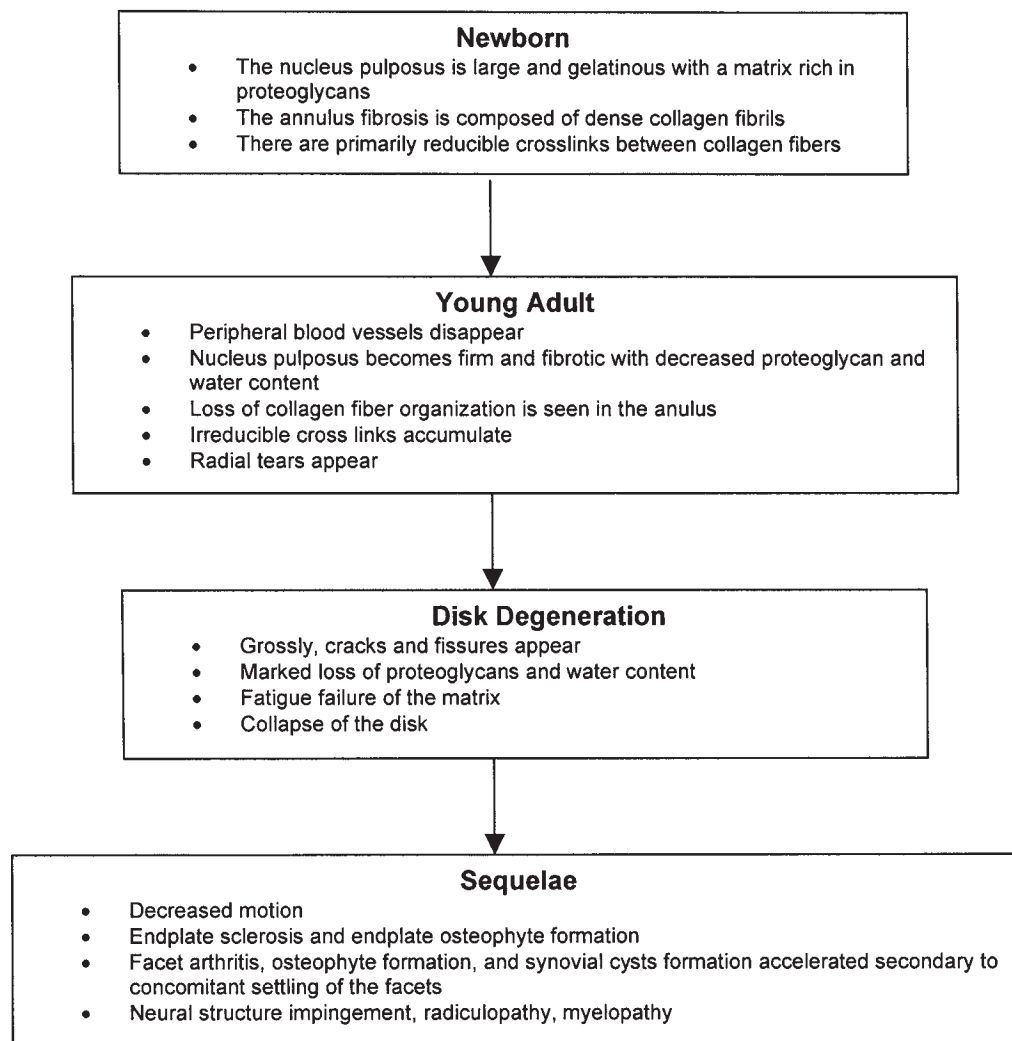 Newborn
• The nucleus pulposus is large and gelatinous with a matrix rich in
proteoglycans
• The annulus fibrosis is composed of dense collagen fibrils
• There are primarily reducible crosslinks between collagen fibers
Young Adult
• Peripheral blood vessels disappear
• Nucleus pulposus becomes firm and fibrotic with decreased proteoglycan and
water content
• Loss of collagen fiber organization is seen in the anulus
• Irreducible cross links accumulate
• Radial tears appear
Disk Degeneration
• Grossly, cracks and fissures appear
• Marked loss of proteoglycans and water content
• Fatigue failure of the matrix
• Collapse of the disk
Sequelae
• Decreased motion
• Endplate sclerosis and endplate osteophyte formation
• Facet arthritis, osteophyte formation, and synovial cysts formation accelerated secondary to
concomitant settling of the facets
• Neural structure impingement, radiculopathy, myelopathy